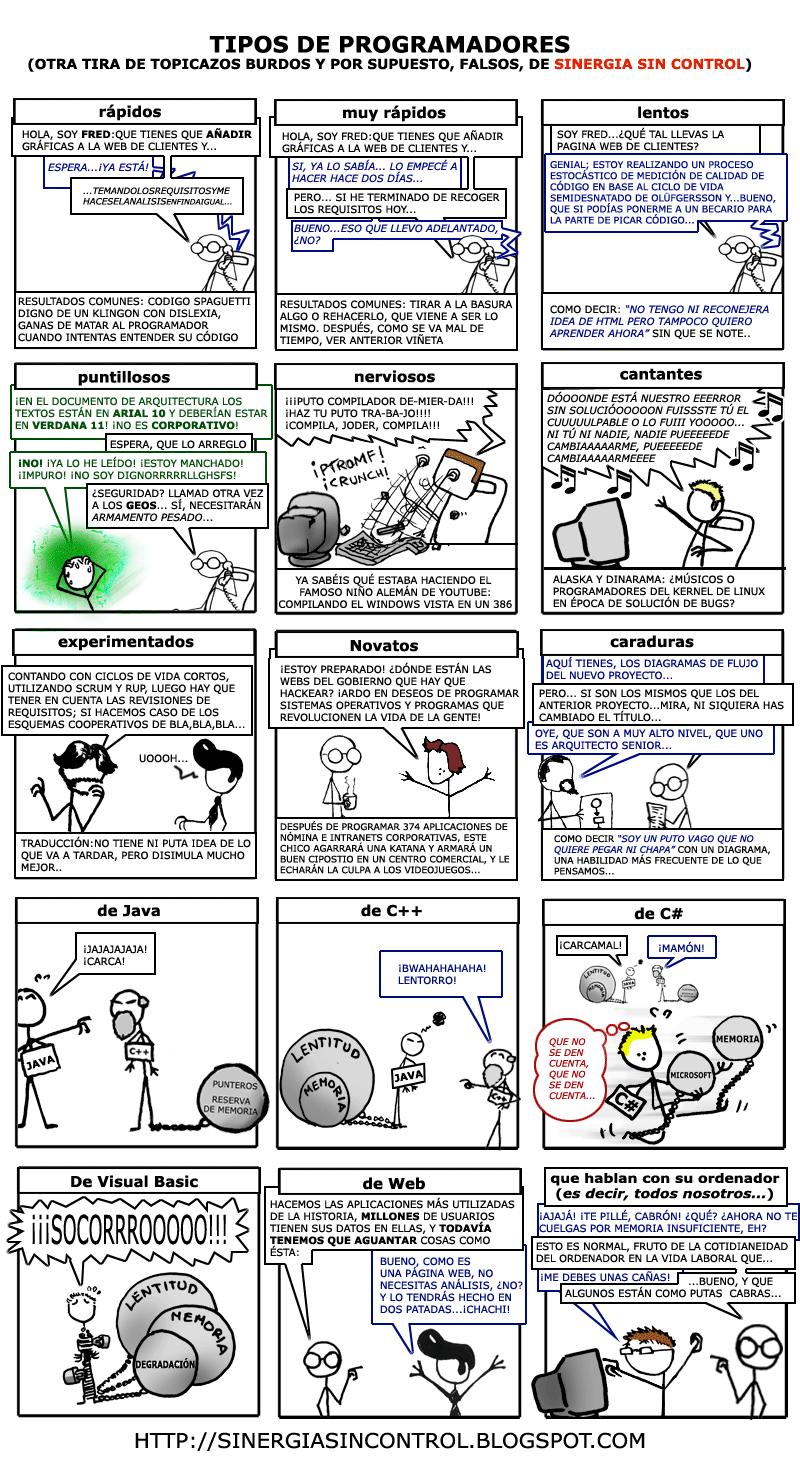 TIPOS DE PROGRAMADORES
(OTRA TIRA DE TOPICAZOS BURDOS Y POR SUPUESTO, FALSOS, DE SINERGIA SIN CONTROL)
rápidos
HOLA, SOY FRED:QUE TIENES QUE AÑADIR
GRÁFICAS A LA WEB DE CLIENTES Y...
ESPERA...¡YA ESTÁ!
...TEMANDOLOSREQUISITOSYME
HACESELANALISISENFINDAIGUAL...
RESULTADOS COMUNES: CODIGO SPAGUETTI
DIGNO DE UN KLINGON CON DISLEXIA,
GANAS DE MATAR AL PROGRAMADOR
CUANDO INTENTAS ENTENDER SU CÓDIGO
muy rápidos
HOLA, SOY FRED:QUE TIENES QUE AÑADIR
GRÁFICAS A LA WEB DE CLIENTES Y...
SI, YA LO SABÍA... LO EMPECÉ A
HACER HACE DOS DÍAS...
PERO... SI HE TERMINADO DE RECOGER
LOS REQUISITOS HOY...
BUENO...ESO QUE LLEVO ADELANTADO,
¿NO?
RESULTADOS COMUNES: TIRAR A LA BASURA
ALGO O REHACERLO, QUE VIENE A SER LO
MISMO. DESPUÉS, COMO SE VA MAL DE
TIEMPO, VER ANTERIOR VIÑETA
lentos
SOY FRED...¿QUÉ TAL LLEVAS LA
PAGINA WEB DE CLIENTES?
GENIAL; ESTOY REALIZANDO UN PROCESO
ESTOCÁSTICO DE MEDICIÓN DE CALIDAD DE
CÓDIGO EN BASE AL CICLO DE VIDA
SEMIDESNATADO DE OLÜFGERSSON Y...BUENO,
QUE SI PODÍAS PONERME A UN BECARIO PARA
LA PARTE DE PICAR CÓDIGO...
COMO DECIR: "NO TENGO NI RECONEJERA
IDEA DE HTML PERO TAMPOCO QUIERO
APRENDER AHORA" SIN QUE SE NOTE..
puntillosos
¡EN EL DOCUMENTO DE ARQUITECTURA LOS
TEXTOS ESTÁN EN ARIAL 10 Y DEBERÍAN ESTAR
EN VERDANA 11! ¡NO ES CORPORATIVO!
ESPERA, QUE LO ARREGLO
¡NO! ¡YA LO HE LEÍDO! ¡ESTOY MANCHADO!
¡IMPURO! ¡NO SOY DIGNORRRRRLLGHSFS!
¿SEGURIDAD? LLAMAD OTRA VEZ
A LOS GEOS... SÍ, NECESITARÁN
ARMAMENTO PESADO...
nerviosos
¡¡¡PUTO COMPILADOR DE-MIER-DA!!!
¡HAZ TU PUTO TRA-BA-JO!!!!
¡COMPILA, JODER, COMPILA!!!
¡PTROMF!
¡CRUNCH!
YA SABÉIS QUÉ ESTABA HACIENDO EL
FAMOSO NIÑO ALEMÁN DE YOUTUBE:
COMPILANDO EL WINDOWS VISTA EN UN 386
cantantes
DÓOOONDE ESTÁ NUESTRO EEERROR
SIN SOLUCIÓOOOOON FUISSSTE TÚ EL
CUUUUULPABLE O LO FUIII YOOOOO...
NI TÚ NI NADIE, NADIE PUEEEEEDE
CAMBIAAAAARME, PUEEEEEDE
CAMBIAAAAARMEEEE
ALASKA Y DINARAMA: ¿MÚSICOS O
PROGRAMADORES DEL KERNEL DE LINUX
EN ÉPOCA DE SOLUCIÓN DE BUGS?
experimentados
CONTANDO CON CICLOS DE VIDA CORTOS,
UTILIZANDO SCRUM Y RUP, LUEGO HAY QUE
TENER EN CUENTA LAS REVISIONES DE
REQUISITOS; SI HACEMOS CASO DE LOS
ESQUEMAS COOPERATIVOS DE BLA,BLA,BLA...
UOOOH...
TRADUCCIÓN:NO TIENE NI PUTA IDEA DE LO
QUE VA A TARDAR, PERO DISIMULA MUCHO
MEJOR..
Novatos
¡ESTOY PREPARADO! ¿DÓNDE ESTÁN LAS
WEBS DEL GOBIERNO QUE HAY QUE
HACKEAR? ¡ARDO EN DESEOS DE PROGRAMAR
SISTEMAS OPERATIVOS Y PROGRAMAS QUE
REVOLUCIONEN LA VIDA DE LA GENTE!
DESPUÉS DE PROGRAMAR 374 APLICACIONES DE
NÓMINA E INTRANETS CORPORATIVAS, ESTE
CHICO AGARRARÁ UNA KATANA Y ARMARÁ UN
BUEN CIPOSTIO EN UN CENTRO COMERCIAL, Y LE
ECHARÁN LA CULPA A LOS VIDEOJUEGOS...
caraduras
AQUÍ TIENES, LOS DIAGRAMAS DE FLUJO
DEL NUEVO PROYECTO...
PERO... SI SON LOS MISMOS QUE LOS DEL
ANTERIOR PROYECTO...MIRA, NI SIQUIERA HAS
CAMBIADO EL TÍTULO...
OYE, QUE SON A MUY ALTO NIVEL, QUE UNO
ES ARQUITECTO SENIOR...
COMO DECIR "SOY UN PUTO VAGO QUE NO
QUIERE PEGAR NI CHAPA" CON UN DIAGRAMA,
UNA HABILIDAD MÁS FRECUENTE DE LO QUE
PENSAMOS...
de Java
¡JAJAJAJAJA!
¡CARCA!
JAVA
C++
PUNTEROS
RESERVA
DE MEMORIA
de C++
¡BWAHAHAHAHA!
LENTORRO!
LENTITUD
MEMORIA
JAVA
C++
de C#
¡CARCAMAL!
¡MAMÓN!
LENTITUD
MEMORIA
JAVA
QUE NO
SE DEN
CUENTA,
QUE NO
SE DEN
CUENTA...
MEMORIA
MICROSOFT
C#
De Visual Basic
¡¡¡SOCORRROOOOO!!!
LENTITUD
MEMORIA
DEGRADACIÓN
de Web
HACEMOS LAS APLICACIONES MÁS UTILIZADAS
DE LA HISTORIA, MILLONES DE USUARIOS
TIENEN SUS DATOS EN ELLAS, Y TODAVÍA
TENEMOS QUE AGUANTAR COSAS COMO
ÉSTA:
BUENO, COMO ES
UNA PÁGINA WEB, NO
NECESITAS ANÁLISIS, ¿NO?
Y LO TENDRÁS HECHO EN
DOS PATADAS...¡CHACHI!
que hablan con su ordenador
(es decir, todos nosotros...)
¡AJAJÁ! ¡TE PILLÉ, CABRÓN! ¿QUÉ? ¿AHORA NO TE
CUELGAS POR MEMORIA INSUFICIENTE, EH?
ESTO ES NORMAL, FRUTO DE LA COTIDIANEIDAD
DEL ORDENADOR EN LA VIDA LABORAL QUE...
¡ME DEBES UNAS CAÑAS!
...BUENO, Y QUE
ALGUNOS ESTÁN COMO PUTAS CABRAS...
HTTP://SINERGIASINCONTROL.BLOGSPOT.COM